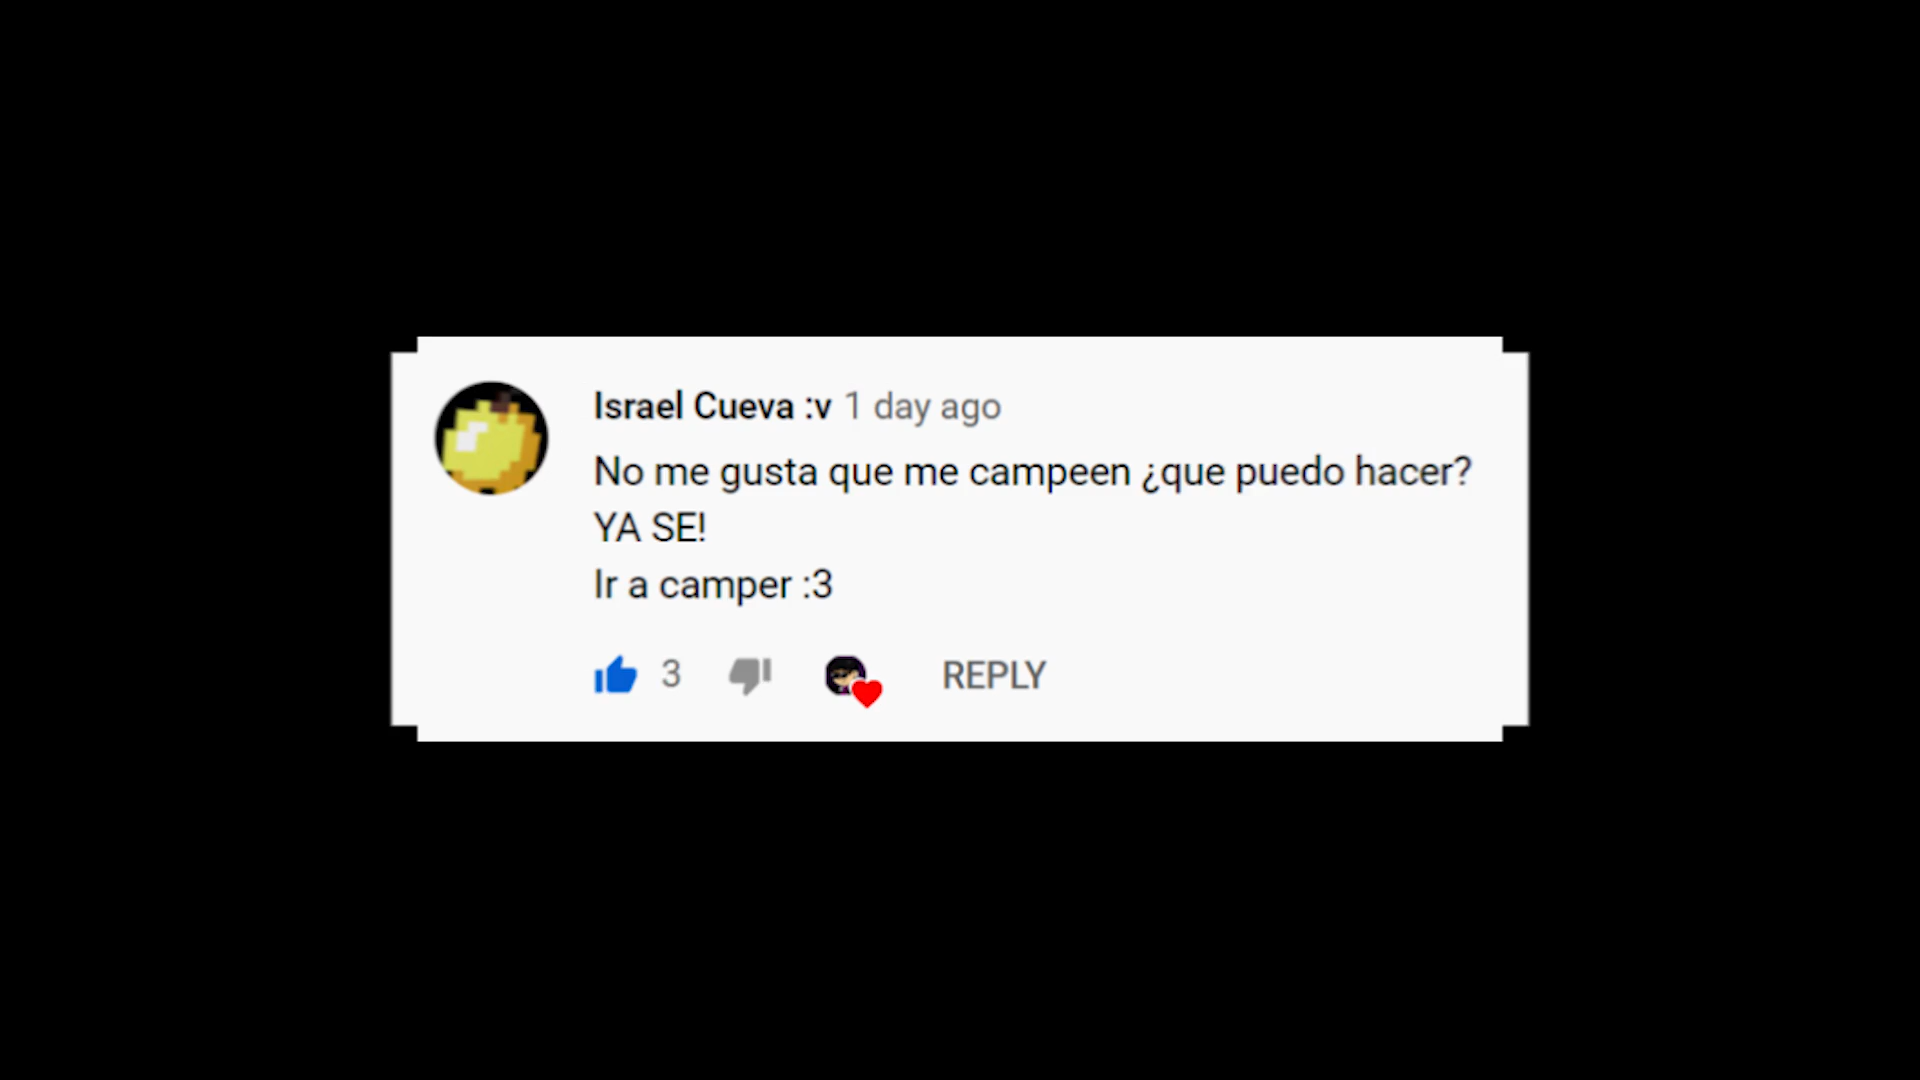 Israel Cueva :v 1 day ago
No me gusta que me campeen ¿que puedo hacer?
YA SE!
Ir a camper :3
3 REPLY